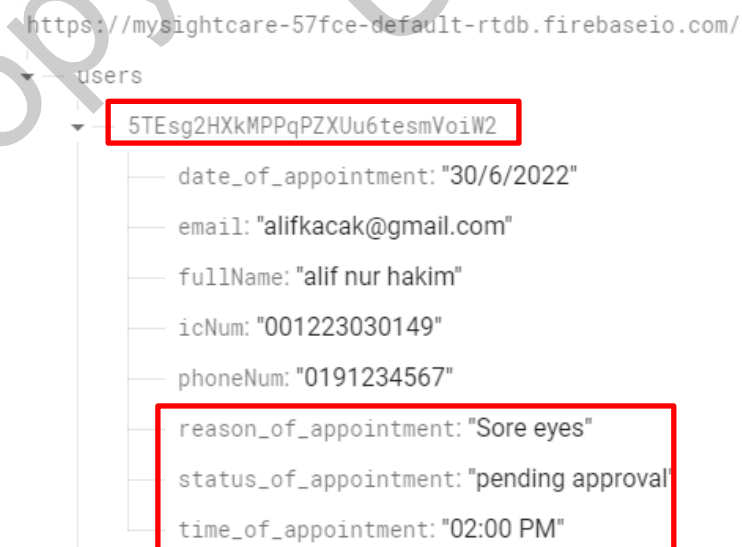 https://mysightcare-57fce-default-rtdb.firebaseio.com/
users
5TEsg2HXkMPPqPZXUu6tesmVoiW2
date_of_appointment: "30/6/2022"
email: "alifkacak@gmail.com"
fullName: "alif nur hakim"
icNum: "001223030149"
phoneNum: "0191234567"
reason_of_appointment: "Sore eyes"
status_of_appointment: "pending approval"
time_of_appointment: "02:00 PM"